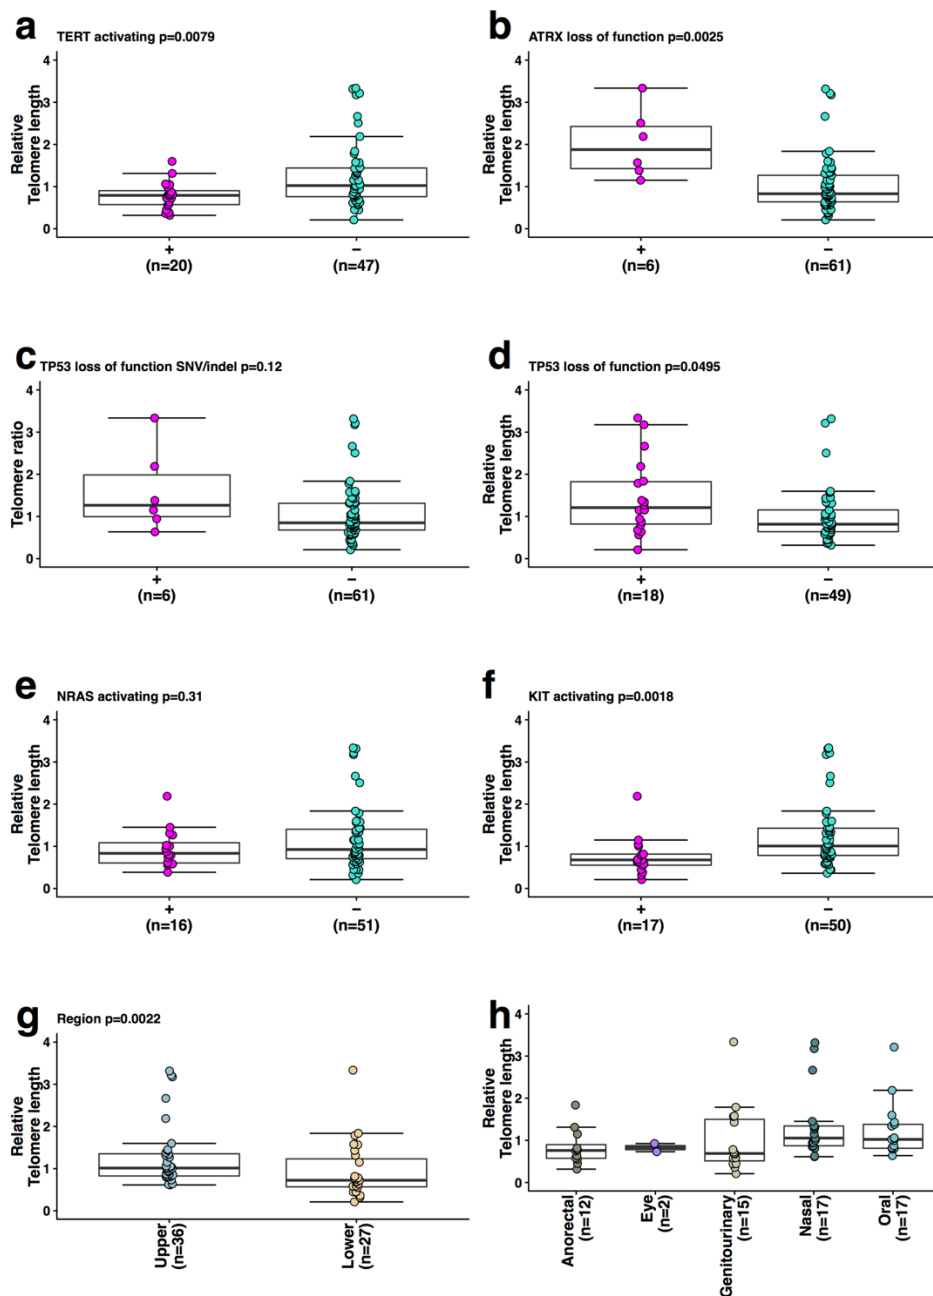 a
TERT activating p=0.0079
Relative
Telomere length
4
3
2
1
0
+
(n=20)
−
(n=47)
b
ATRX loss of function p=0.0025
Relative
Telomere length
4
3
2
1
0
+
(n=6)
−
(n=61)
c
TP53 loss of function SNV/indel p=0.12
Telomere ratio
4
3
2
1
0
+
(n=6)
−
(n=61)
d
TP53 loss of function p=0.0495
Relative
Telomere length
4
3
2
1
0
+
(n=18)
−
(n=49)
e
NRAS activating p=0.31
Relative
Telomere length
4
3
2
1
0
+
(n=16)
−
(n=51)
f
KIT activating p=0.0018
Relative
Telomere length
4
3
2
1
0
+
(n=17)
−
(n=50)
g
Region p=0.0022
Relative
Telomere length
4
3
2
1
0
Upper
(n=36)
Lower
(n=27)
h
Relative
Telomere length
4
3
2
1
0
Anorectal
(n=12)
Eye
(n=2)
Genitourinary
(n=15)
Nasal
(n=17)
Oral
(n=17)